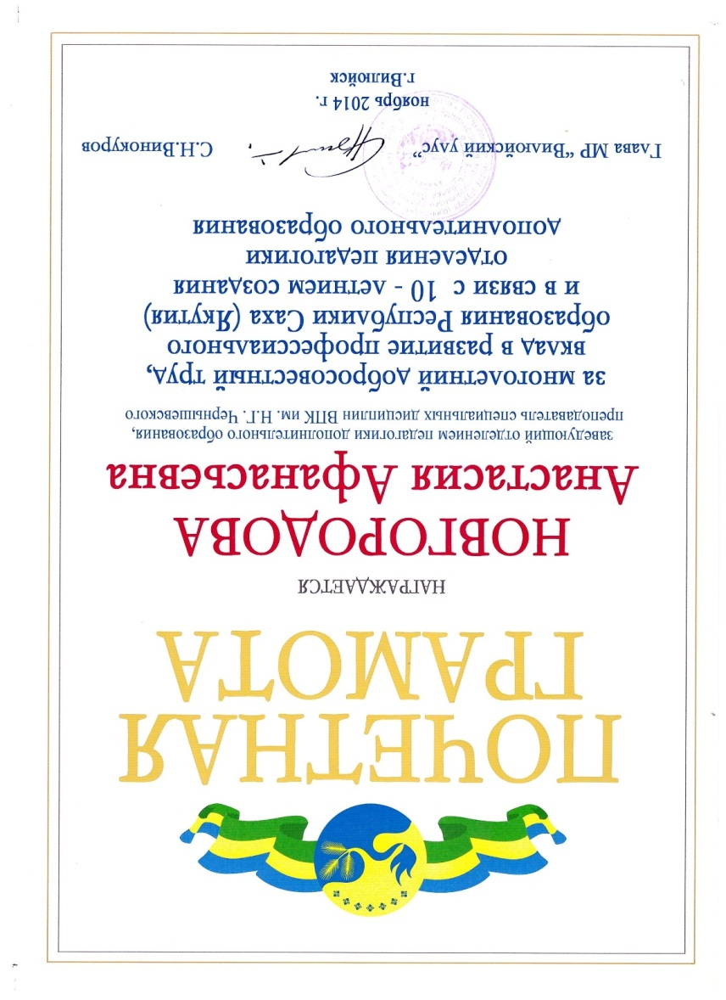 ПОЧЕТНАЯ
ГРАМОТА
НАГРАЖДАЕТСЯ
НОВГОРОДОВА
Анастасия Афанасьевна
заведующий отделением педагогики дополнительного образования,
преподаватель специальных дисциплин ВПК им. Н.Г. Чернышевского
за многолетний добросовестный труд,
вклад в развитие профессионального
образования Республики Саха (Якутия)
и в связи с 10 - летнием создания
отделения педагогики
дополнительного образования
Глава МР “Вилюйский улус” С.Н.Винокуров
ноябрь 2014 г.
г.Вилюйск